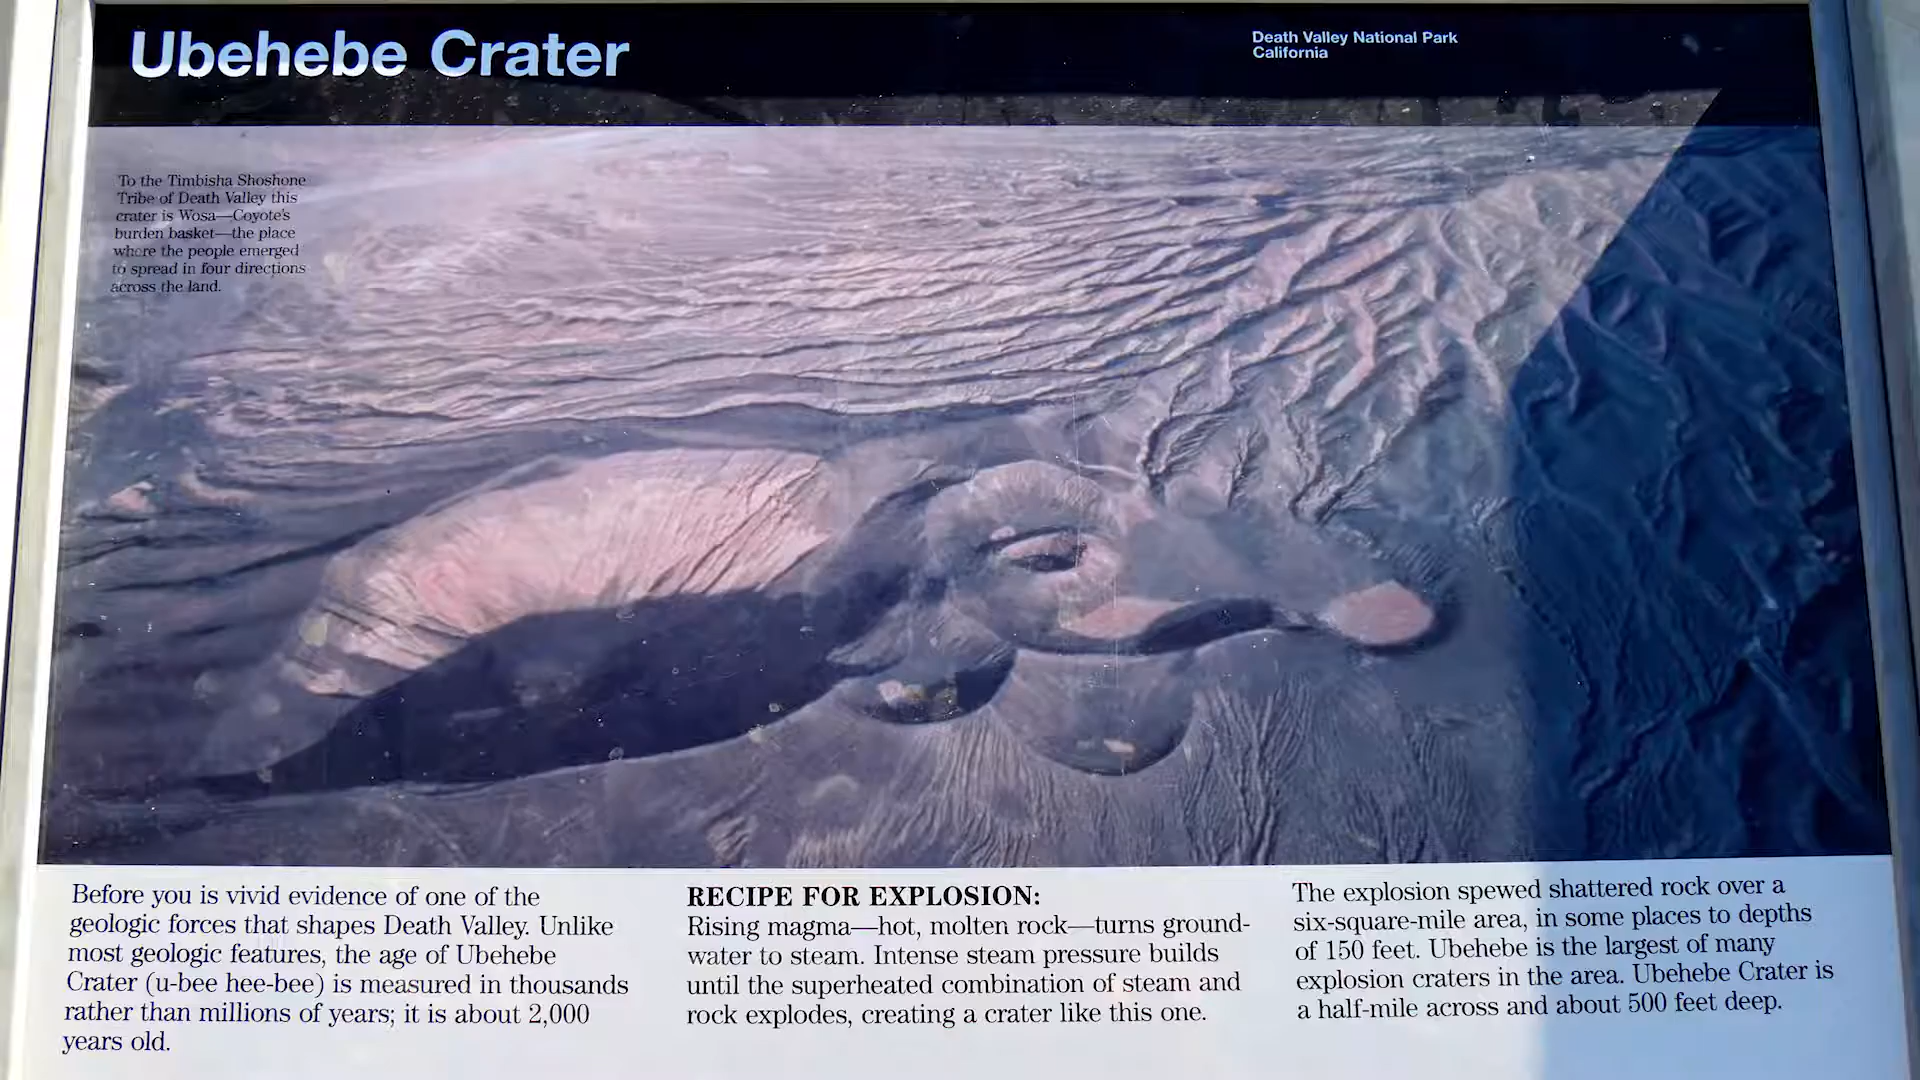 Ubehebe Crater
Death Valley National Park
California
To the Timbisha Shoshone
Tribe of Death Valley this
crater is Wosa—Coyote's
burden basket—the place
where the people emerged
to spread in four directions
across the land.
Before you is vivid evidence of one of the
geologic forces that shapes Death Valley. Unlike
most geologic features, the age of Ubehebe
Crater (u-bee hee-bee) is measured in thousands
rather than millions of years; it is about 2,000
years old.
RECIPE FOR EXPLOSION:
Rising magma—hot, molten rock—turns ground-
water to steam. Intense steam pressure builds
until the superheated combination of steam and
rock explodes, creating a crater like this one.
The explosion spewed shattered rock over a
six-square-mile area, in some places to depths
of 150 feet. Ubehebe is the largest of many
explosion craters in the area. Ubehebe Crater is
a half-mile across and about 500 feet deep.